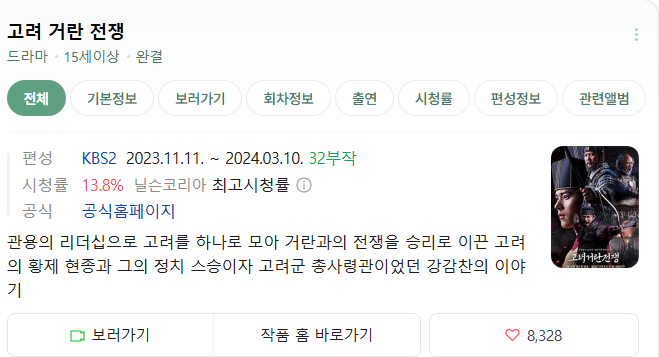 고려 거란 전쟁
드라마 · 15세이상 · 완결
전체 기본정보 보러가기 회차정보 출연 시청률 편성정보 관련앨범
편성 KBS2 2023.11.11. ~ 2024.03.10. 32부작
시청률 13.8% 닐슨코리아 최고시청률
공식 공식홈페이지
관용의 리더십으로 고려를 하나로 모아 거란과의 전쟁을 승리로 이끈 고려
의 황제 현종과 그의 정치 스승이자 고려군 총사령관이었던 강감찬의 이야
기
고려거란전쟁
보러가기 작품 홈 바로가기 8,328